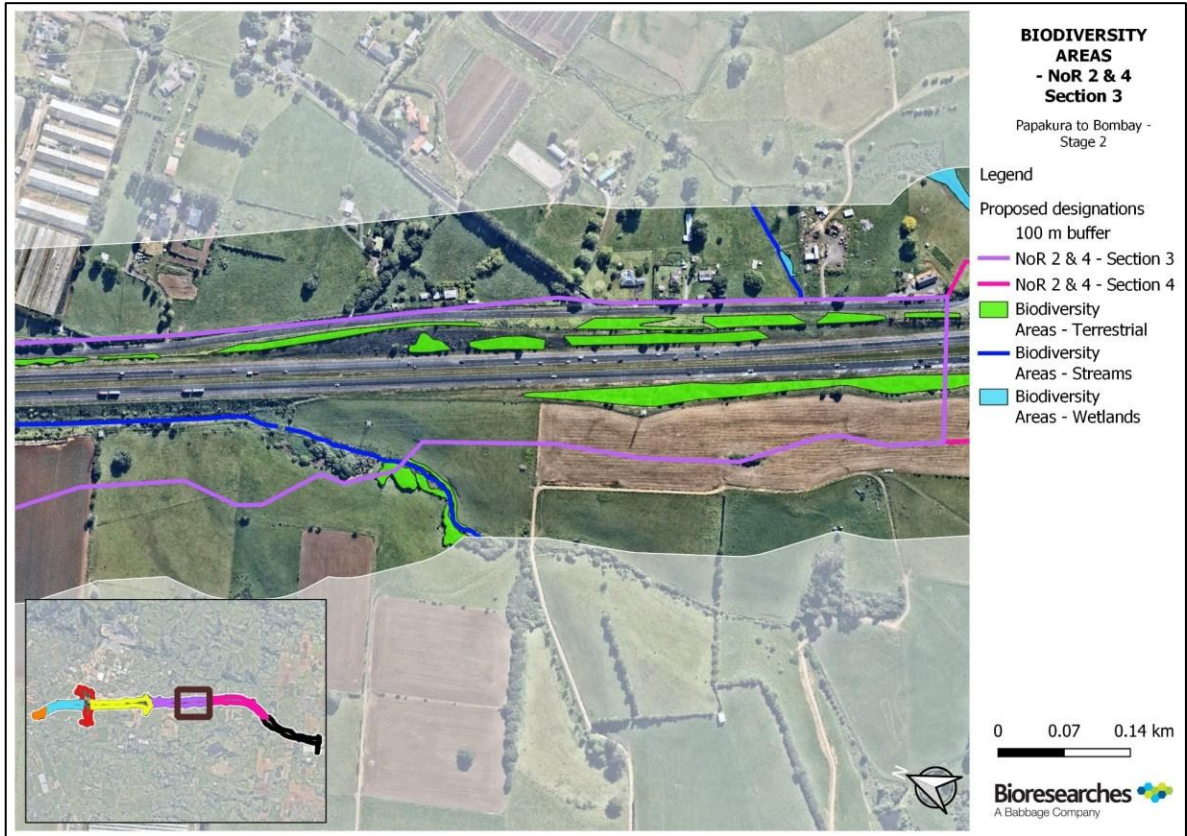 BIODIVERSITY
AREAS
- NoR 2 & 4
Section 3
Papakura to Bombay -
Stage 2
Legend
Proposed designations
100 m buffer
NoR 2 & 4 - Section 3
NoR 2 & 4 - Section 4
Biodiversity
Areas - Terrestrial
Biodiversity
Areas - Streams
Biodiversity
Areas - Wetlands
0 0.07 0.14 km
N
Bioresearches
A Babbage Company